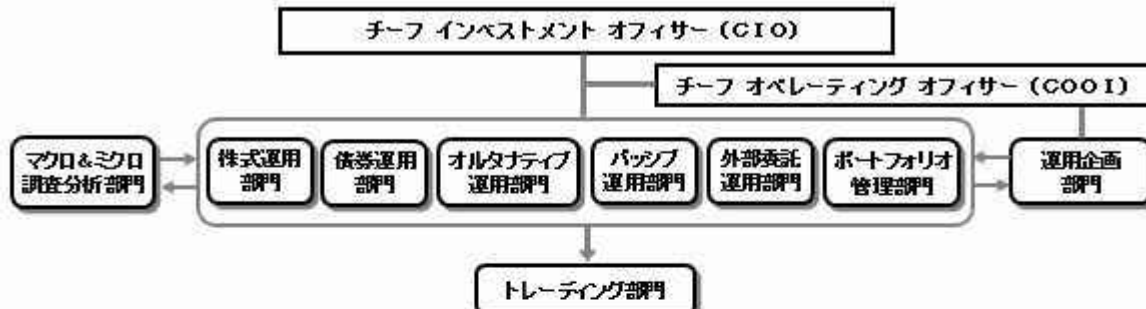 チーフ インベストメント オフィサー (CIO)
チーフ オペレーティング オフィサー (COOI)
マクロ&ミクロ
調査分析部門
株式運用
部門
債券運用
部門
オルタナティブ
運用部門
パッシブ
運用部門
外部委託
運用部門
ポートフォリオ
管理部門
運用企画
部門
トレーディング部門